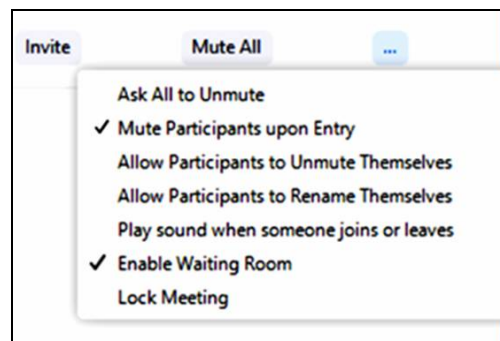 Invite Mute All ...
Ask All to Unmute
✓ Mute Participants upon Entry
Allow Participants to Unmute Themselves
Allow Participants to Rename Themselves
Play sound when someone joins or leaves
✓ Enable Waiting Room
Lock Meeting